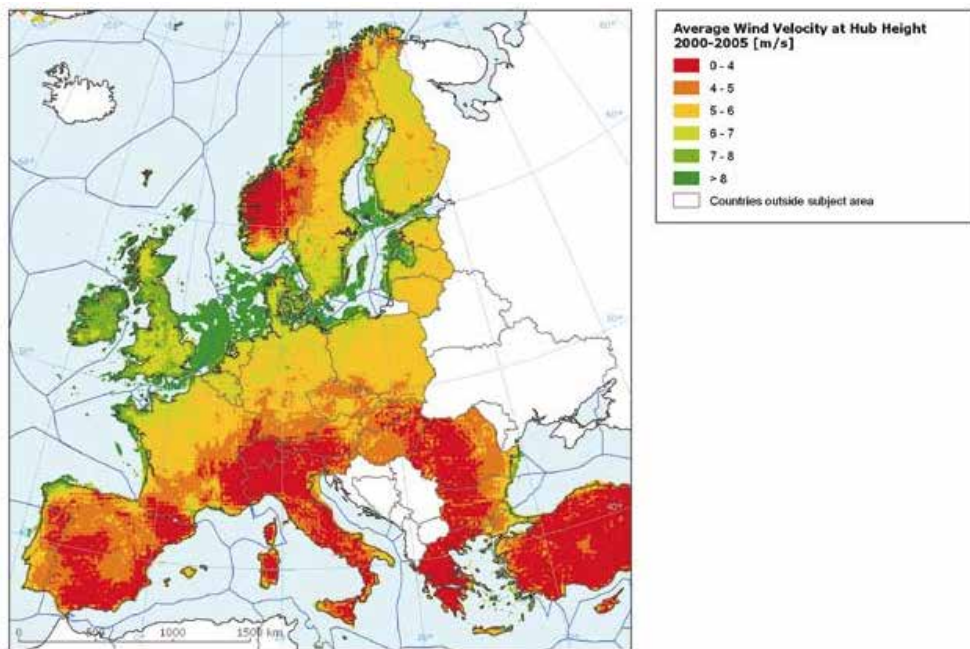 Average Wind Velocity at Hub Height
2000-2005 [m/s]
0 - 4
4 - 5
5 - 6
6 - 7
7 - 8
> 8
Countries outside subject area
0 500 1000 1500 km